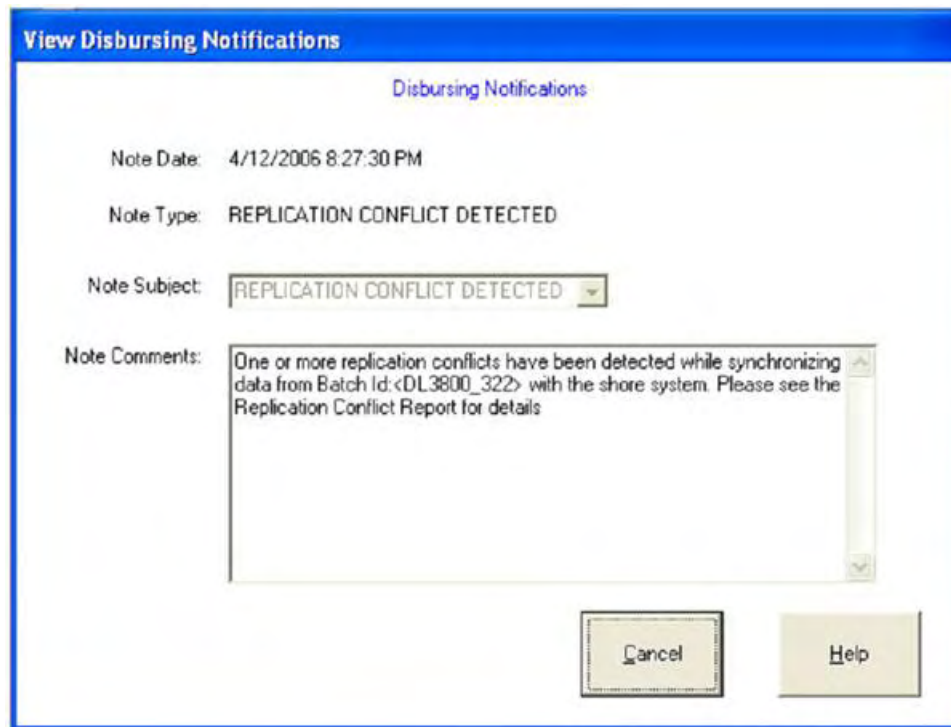 View Disbursing Notifications
Disbursing Notifications
Note Date: 4/12/2006 8:27:30 PM
Note Type: REPLICATION CONFLICT DETECTED
Note Subject: REPLICATION CONFLICT DETECTED
Note Comments: One or more replication conflicts have been detected while synchronizing
data from Batch Id:<DL3800_322> with the shore system. Please see the
Replication Conflict Report for details
Cancel Help